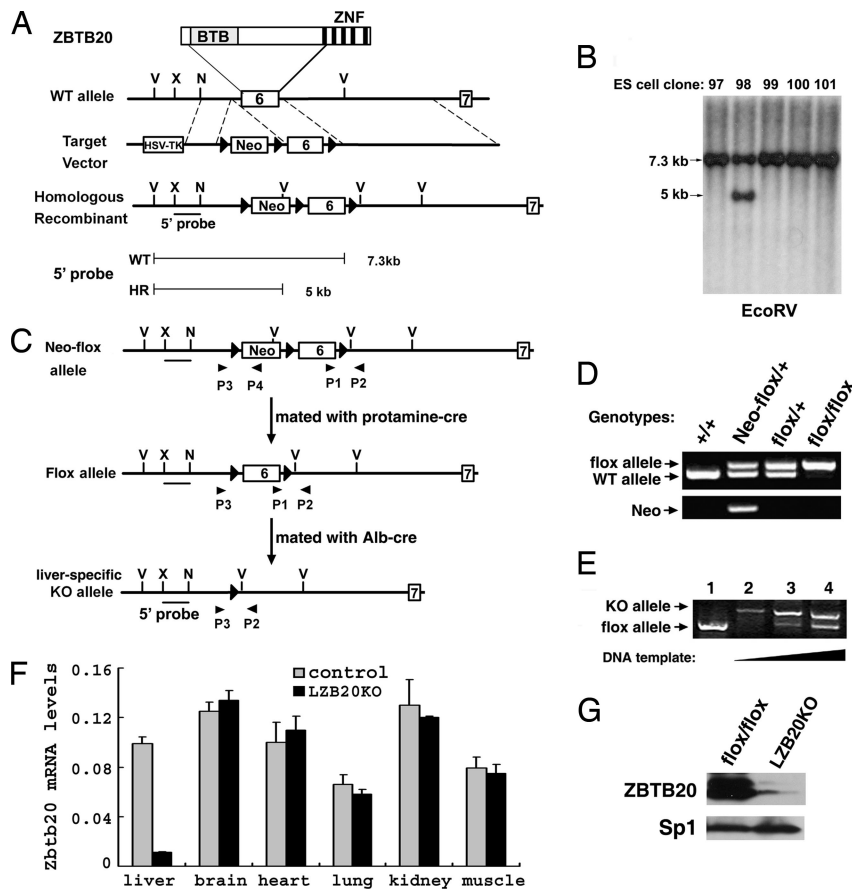 A
ZBTB20
BTB
ZNF
V X N V
WT allele
6
7
Target
Vector
HSV-TK
Neo
6
Homologous
Recombinant
V X N V V V
Neo
6
7
5' probe
5' probe
WT
7.3kb
HR
5 kb
B
ES cell clone: 97 98 99 100 101
7.3 kb
5 kb
EcoRV
C
Neo-flox
allele
V X N V V V
Neo
6
7
P3 P4 P1 P2
mated with protamine-cre
Flox allele
V X N V V
6
7
P3 P1 P2
mated with Alb-cre
liver-specific
KO allele
V X N V V
7
5' probe
P3 P2
D
Genotypes:
+/+
Neo-flox/+
flox/+
flox/flox
flox allele
WT allele
Neo
E
1 2 3 4
KO allele
flox allele
DNA template:
F
Zbtb20 mRNA levels
0.16
0.12
0.08
0.04
0
control
LZB20KO
liver brain heart lung kidney muscle
G
flox/flox
LZB20KO
ZBTB20
Sp1